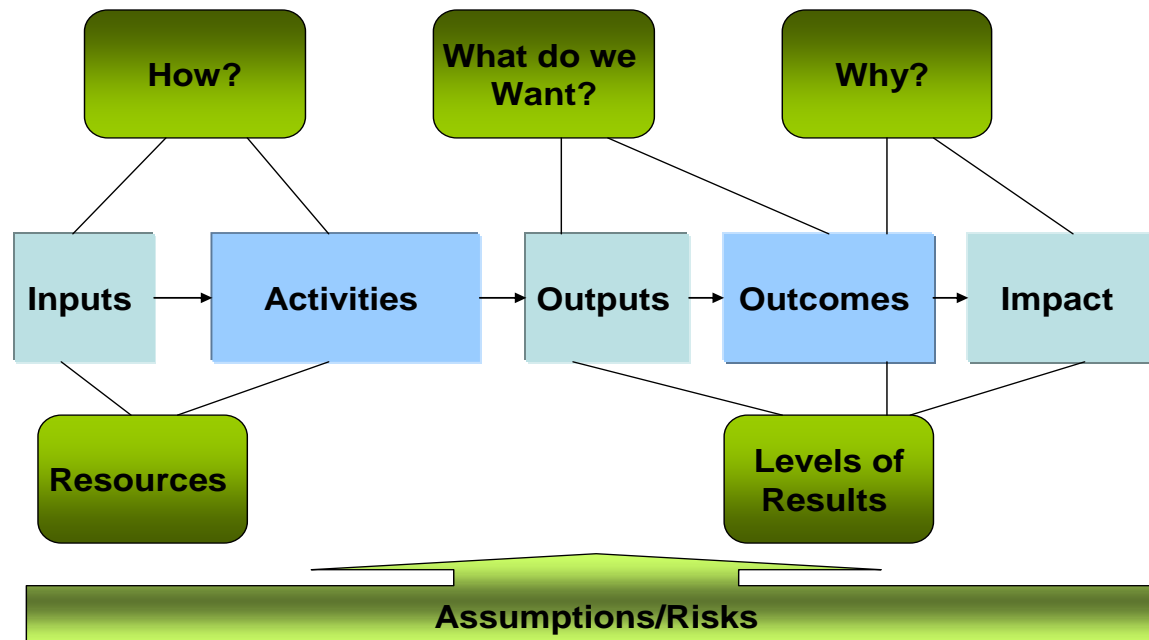 How?
What do we
Want?
Why?
Inputs
Activities
Outputs
Outcomes
Impact
Resources
Levels of
Results
Assumptions/Risks